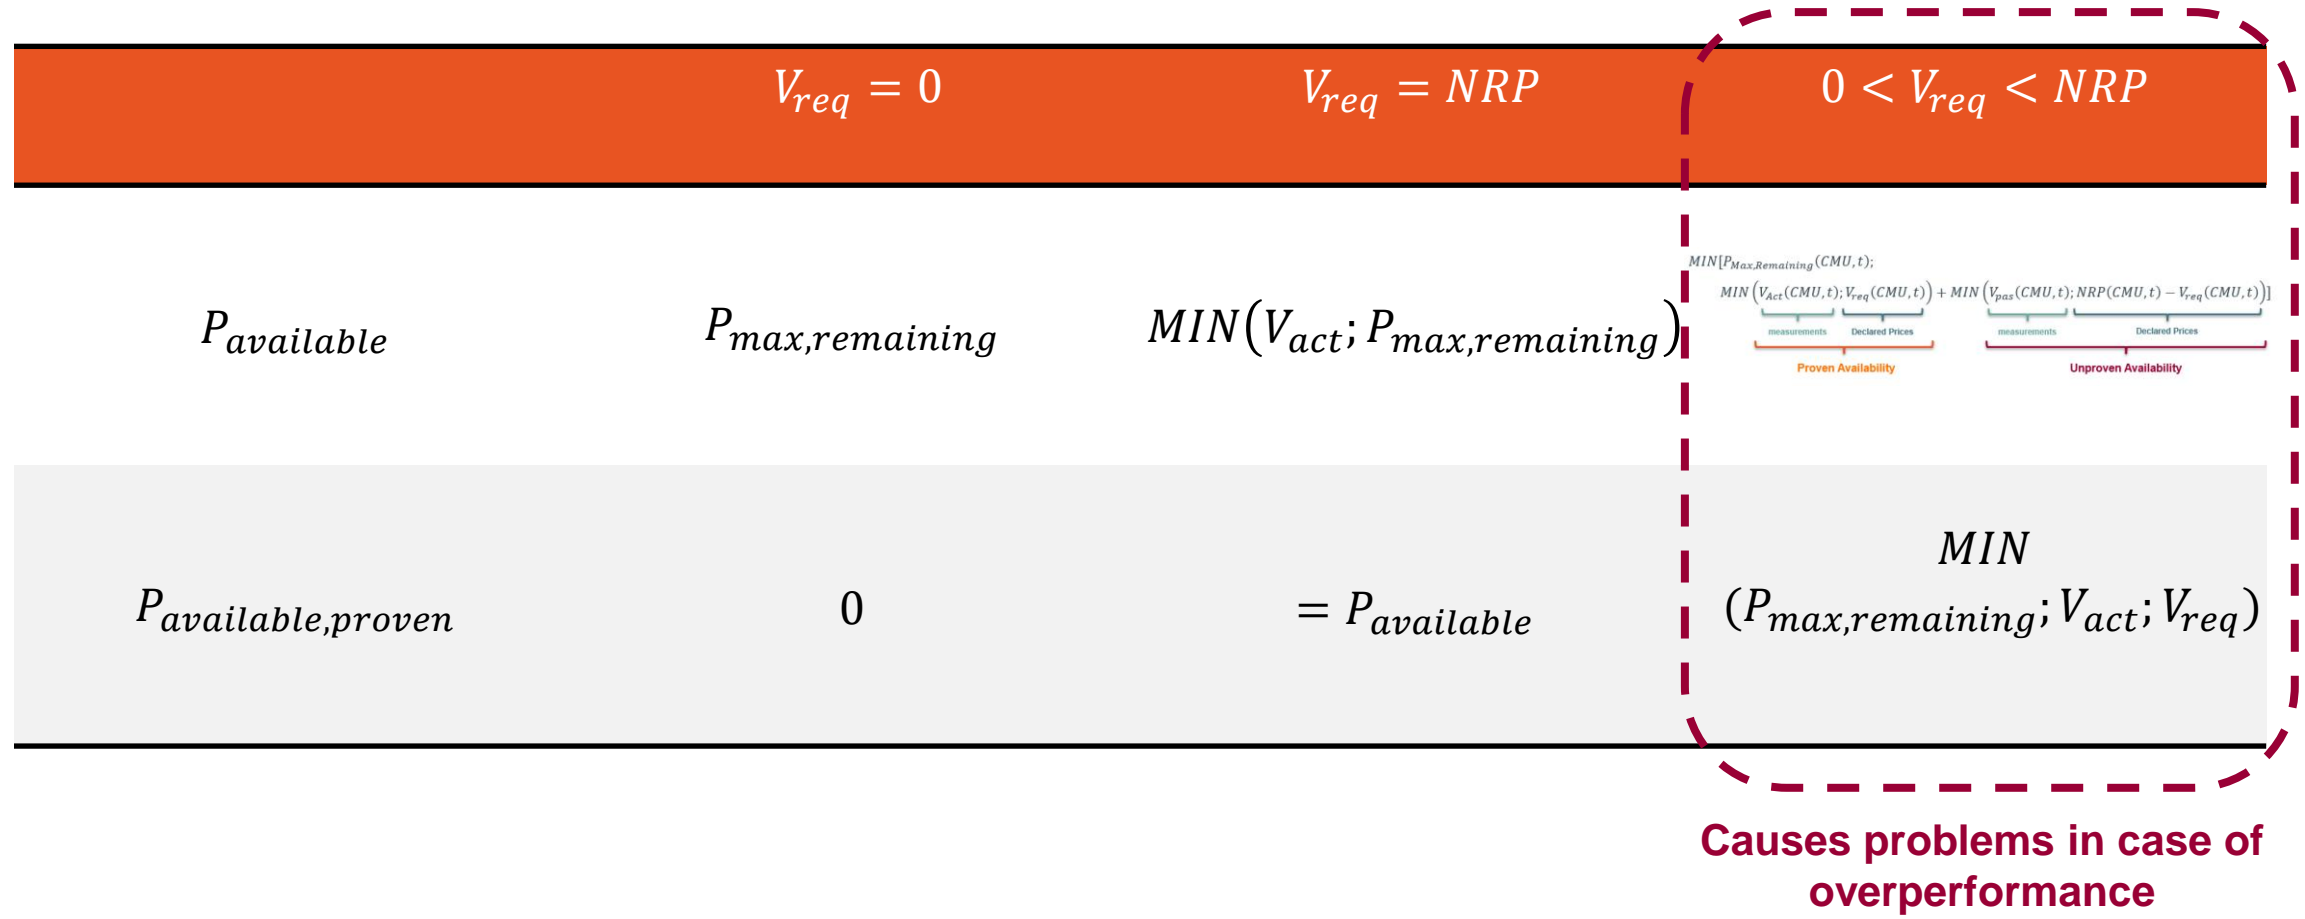 V_req = 0
V_req = NRP
0 < V_req < NRP
P_available
P_max,remaining
MIN(V_act; P_max,remaining)
MIN[P_Max,Remaining(CMU,t);
MIN(V_Act(CMU,t);V_req(CMU,t)) + MIN(V_pas(CMU,t);NRP(CMU,t) − V_req(CMU,t))]
measurements Declared Prices measurements Declared Prices
Proven Availability Unproven Availability
P_available,proven
0
= P_available
MIN
(P_max,remaining; V_act; V_req)
Causes problems in case of
overperformance